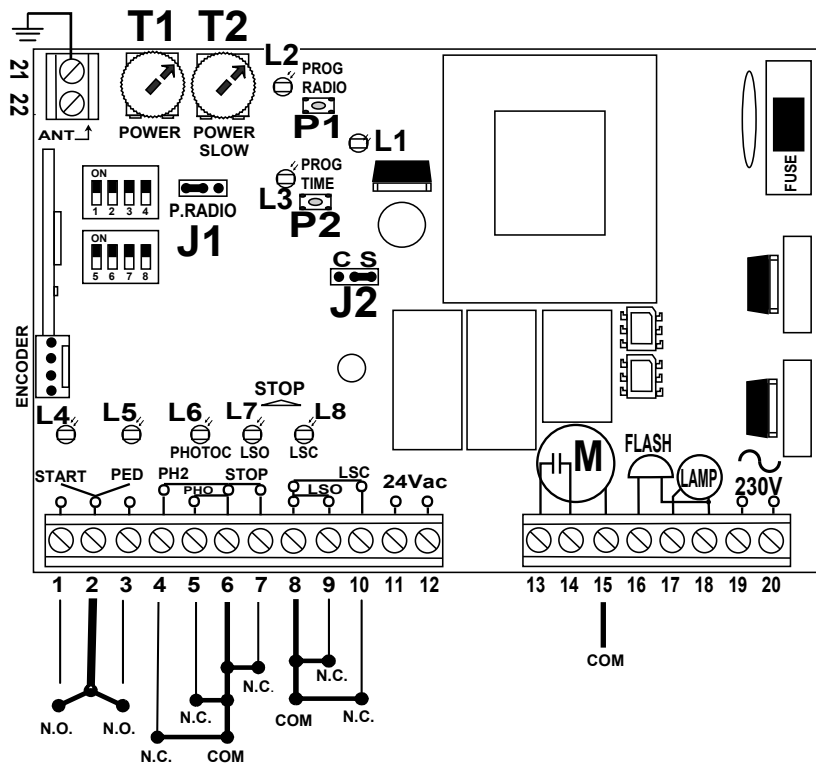 T1 T2
L2
21
22
PROG
RADIO
P1
ANT
POWER
POWER
SLOW
L1
FUSE
ON
1 2 3 4
PROG
TIME
L3
P2
P.RADIO
J1
ON
5 6 7 8
C S
J2
ENCODER
STOP
L4 L5 L6 L7 L8
PHOTOC LSO LSC
START PED PH2 STOP LSC
PHO LSO
24Vac
M
FLASH
LAMP
230V
1 2 3 4 5 6 7 8 9 10 11 12 13 14 15 16 17 18 19 20
COM
N.C. N.C.
N.C. COM N.C.
N.O. N.O.
N.C. COM